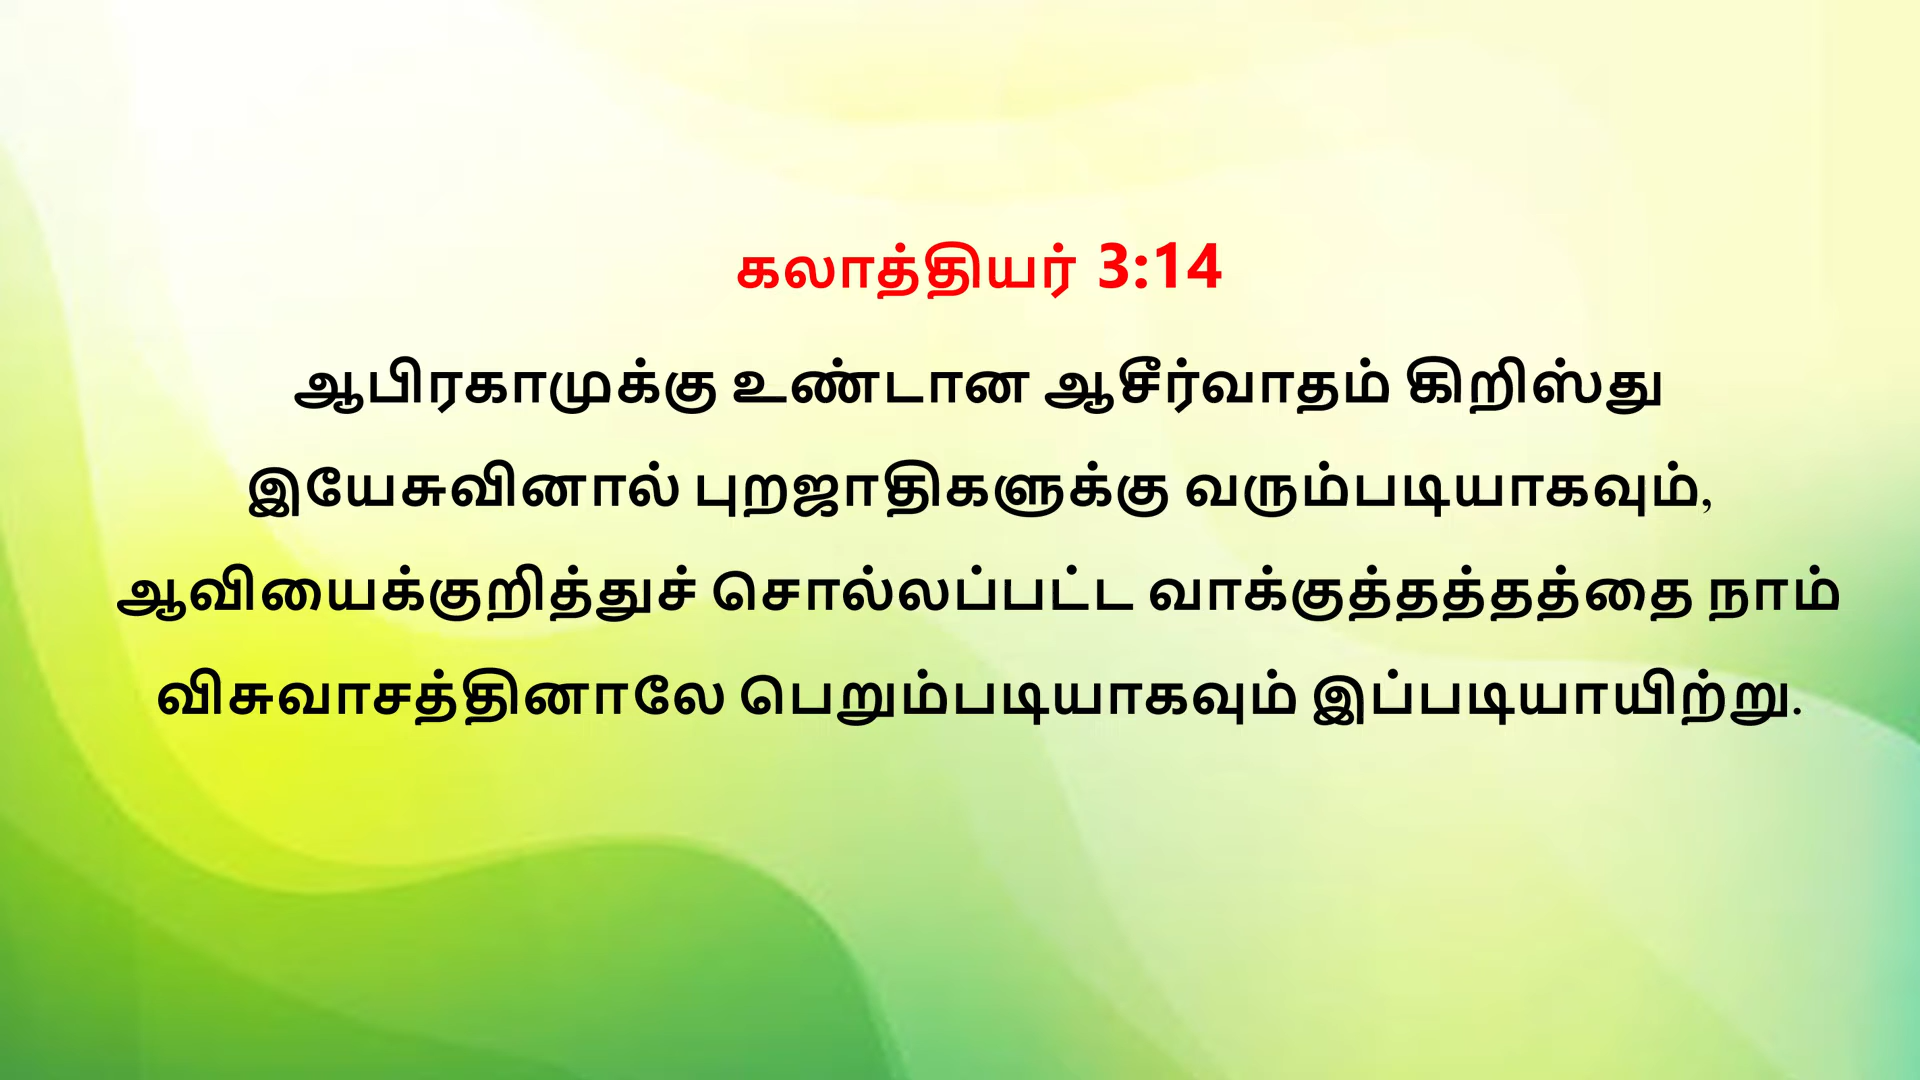 கலாத்தியர் 3:14
ஆபிரகாமுக்கு உண்டான ஆசீர்வாதம் கிறிஸ்து
இயேசுவினால் புறஜாதிகளுக்கு வரும்படியாகவும்,
ஆவியைக்குறித்துச் சொல்லப்பட்ட வாக்குத்தத்தத்தை நாம்
விசுவாசத்தினாலே பெறும்படியாகவும் இப்படியாயிற்று.